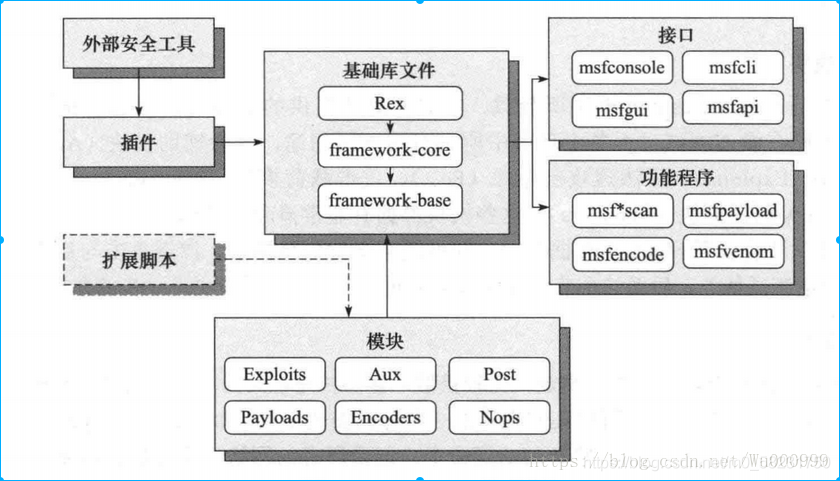 外部安全工具
插件
扩展脚本
基础库文件
Rex
framework-core
framework-base
接口
msfconsole
msfcli
msfgui
msfapi
功能程序
msf*scan
msfpayload
msfencode
msfvenom
模块
Exploits
Aux
Post
Payloads
Encoders
Nops
https://blog.csdn.net/Wu000999